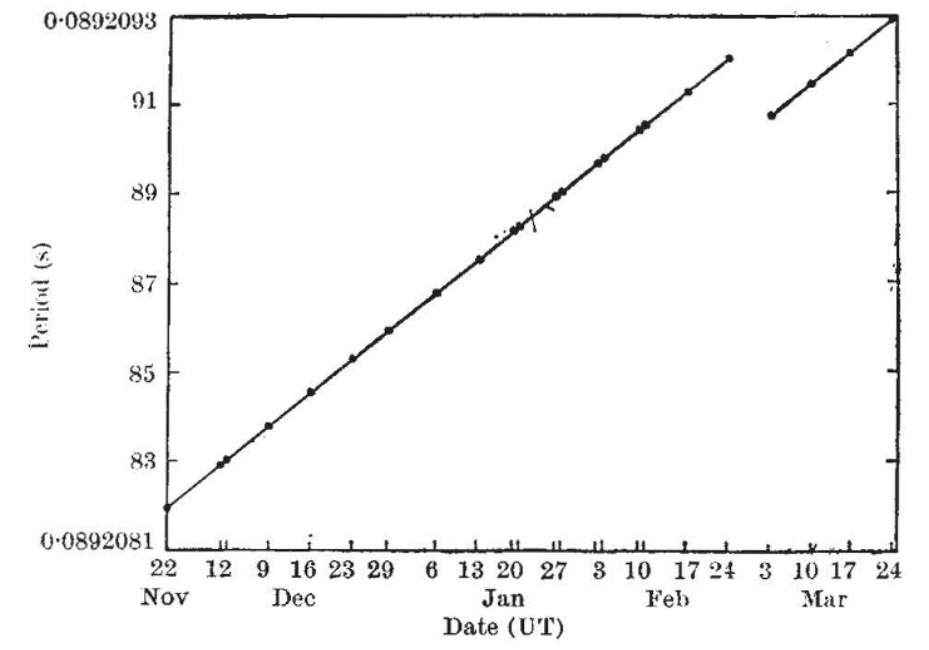 0·0892093
91
89
87
85
83
0·0892081
Period (s)
22 12 9 16 23 29 6 13 20 27 3 10 17 24 3 10 17 24
Nov Dec Jan Feb Mar
Date (UT)